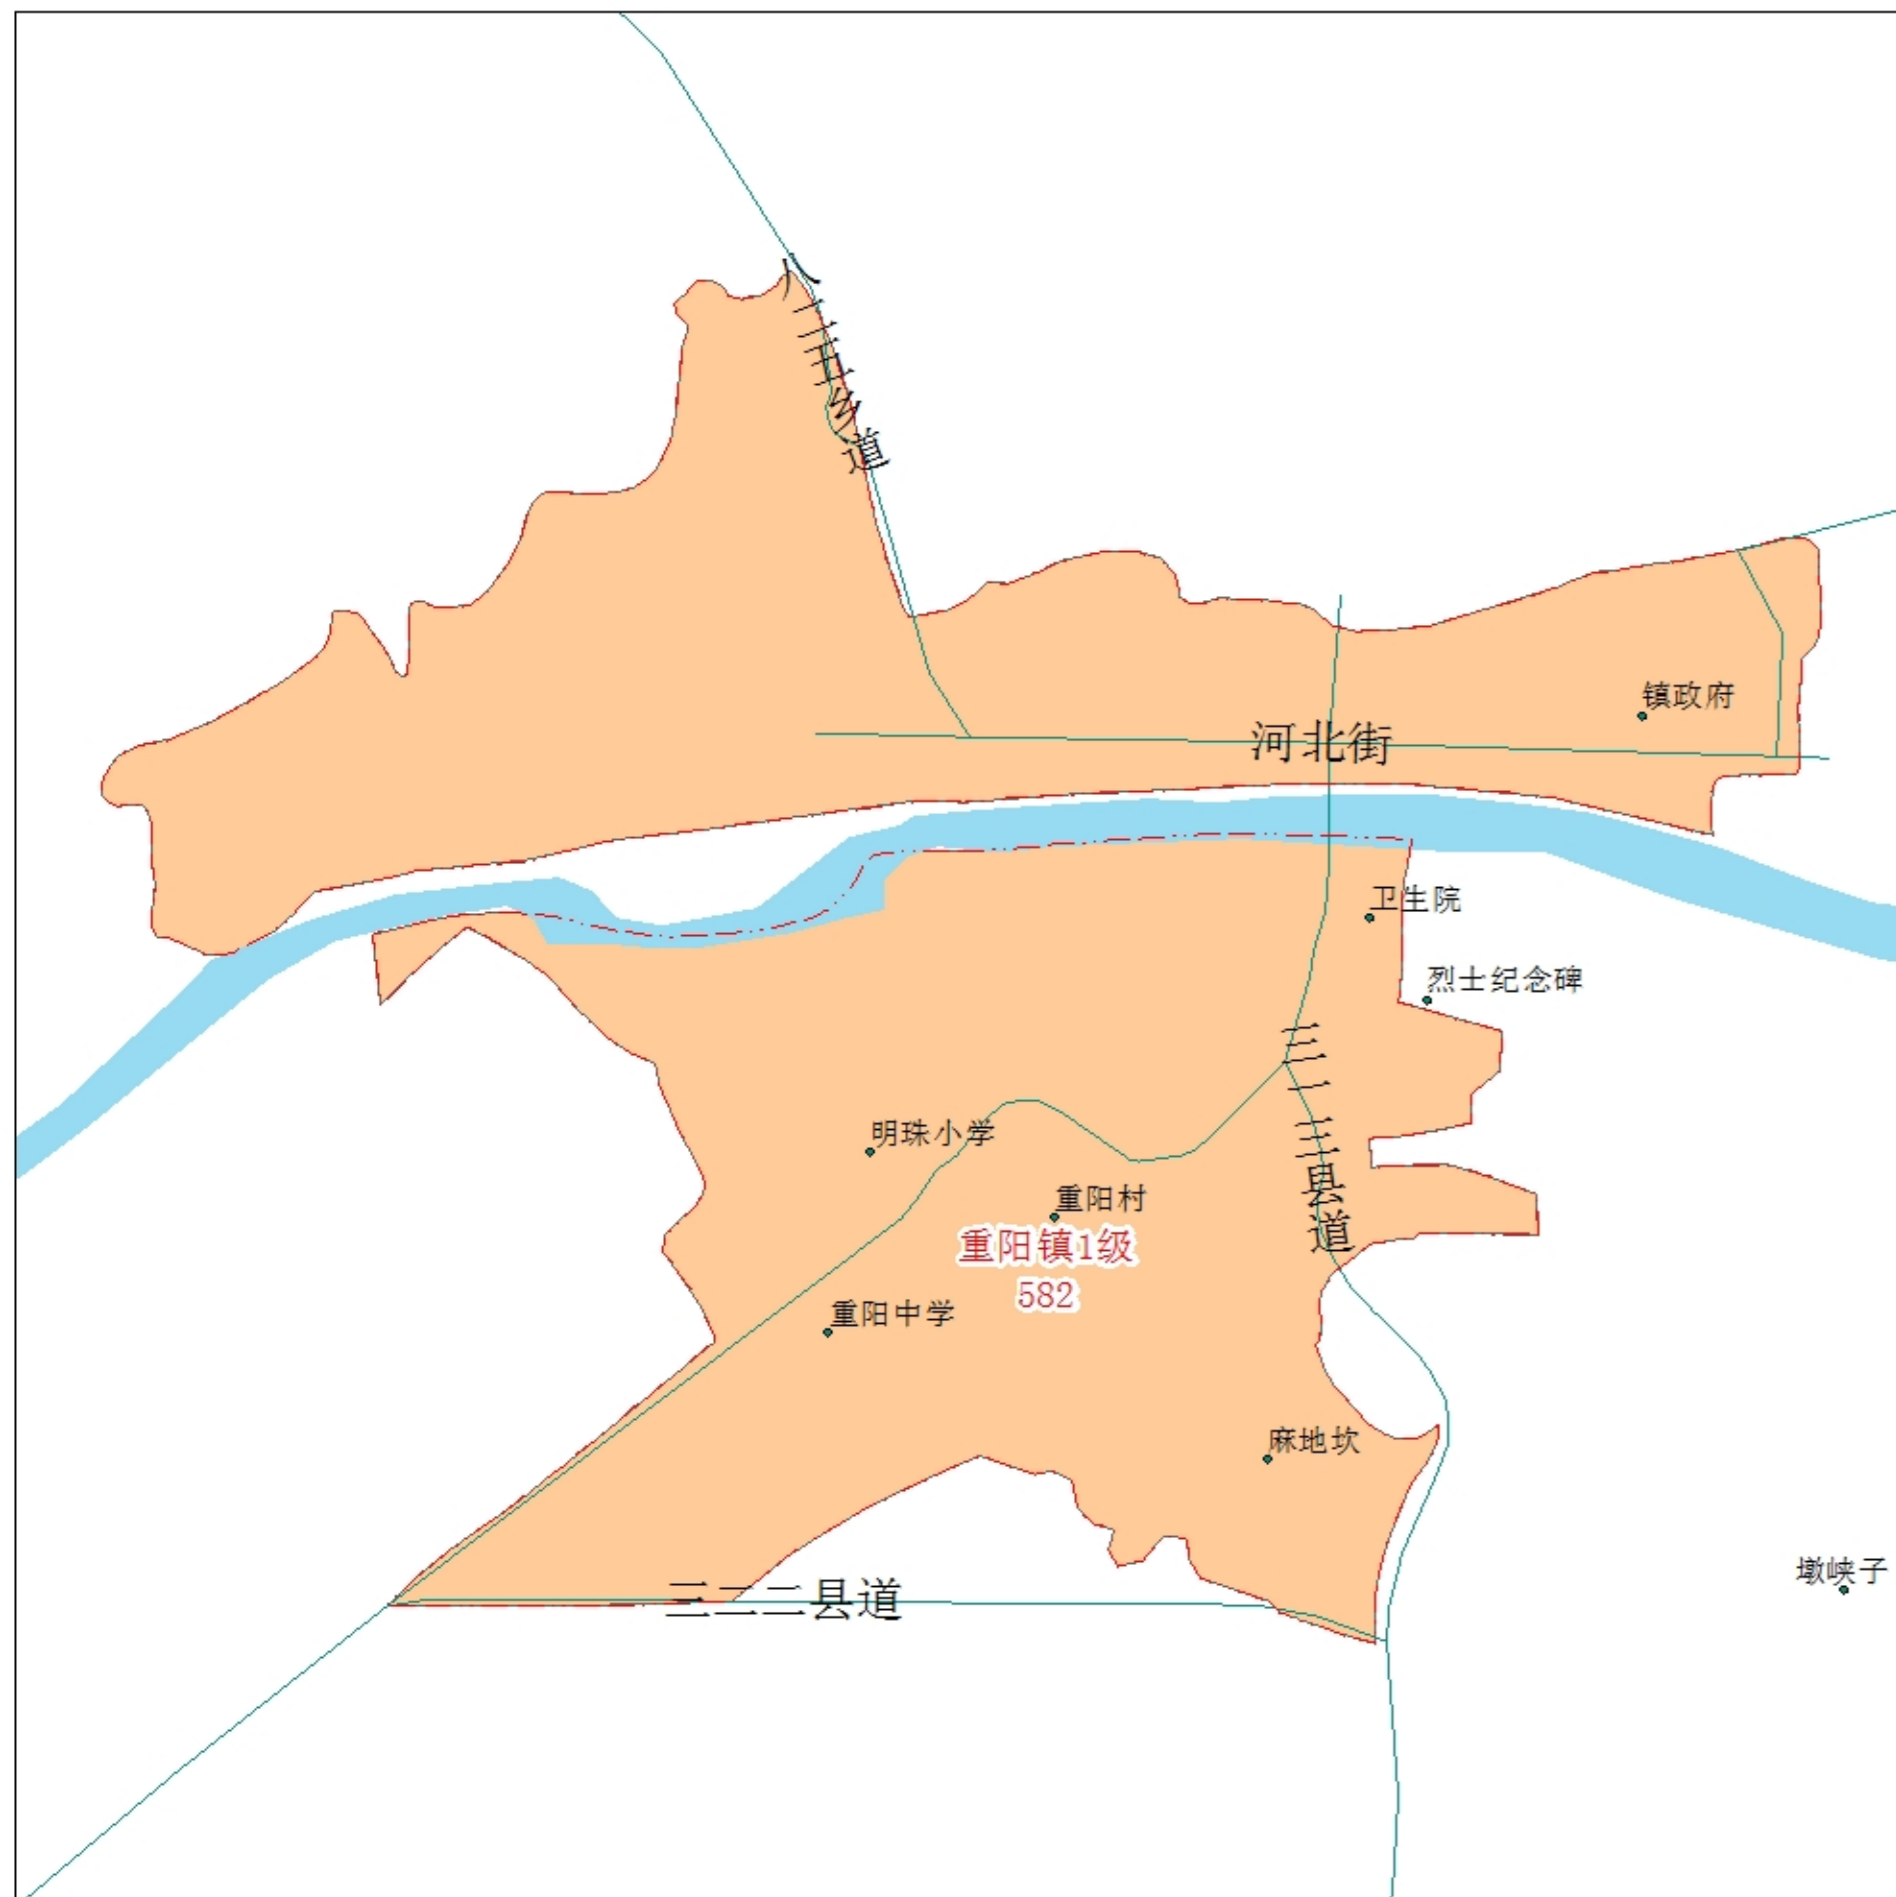 八二五乡道
镇政府
河北街
卫生院
烈士纪念碑
三一三县道
明珠小学
重阳村
重阳镇1级
582
重阳中学
麻地坎
墩峡子
三二二县道